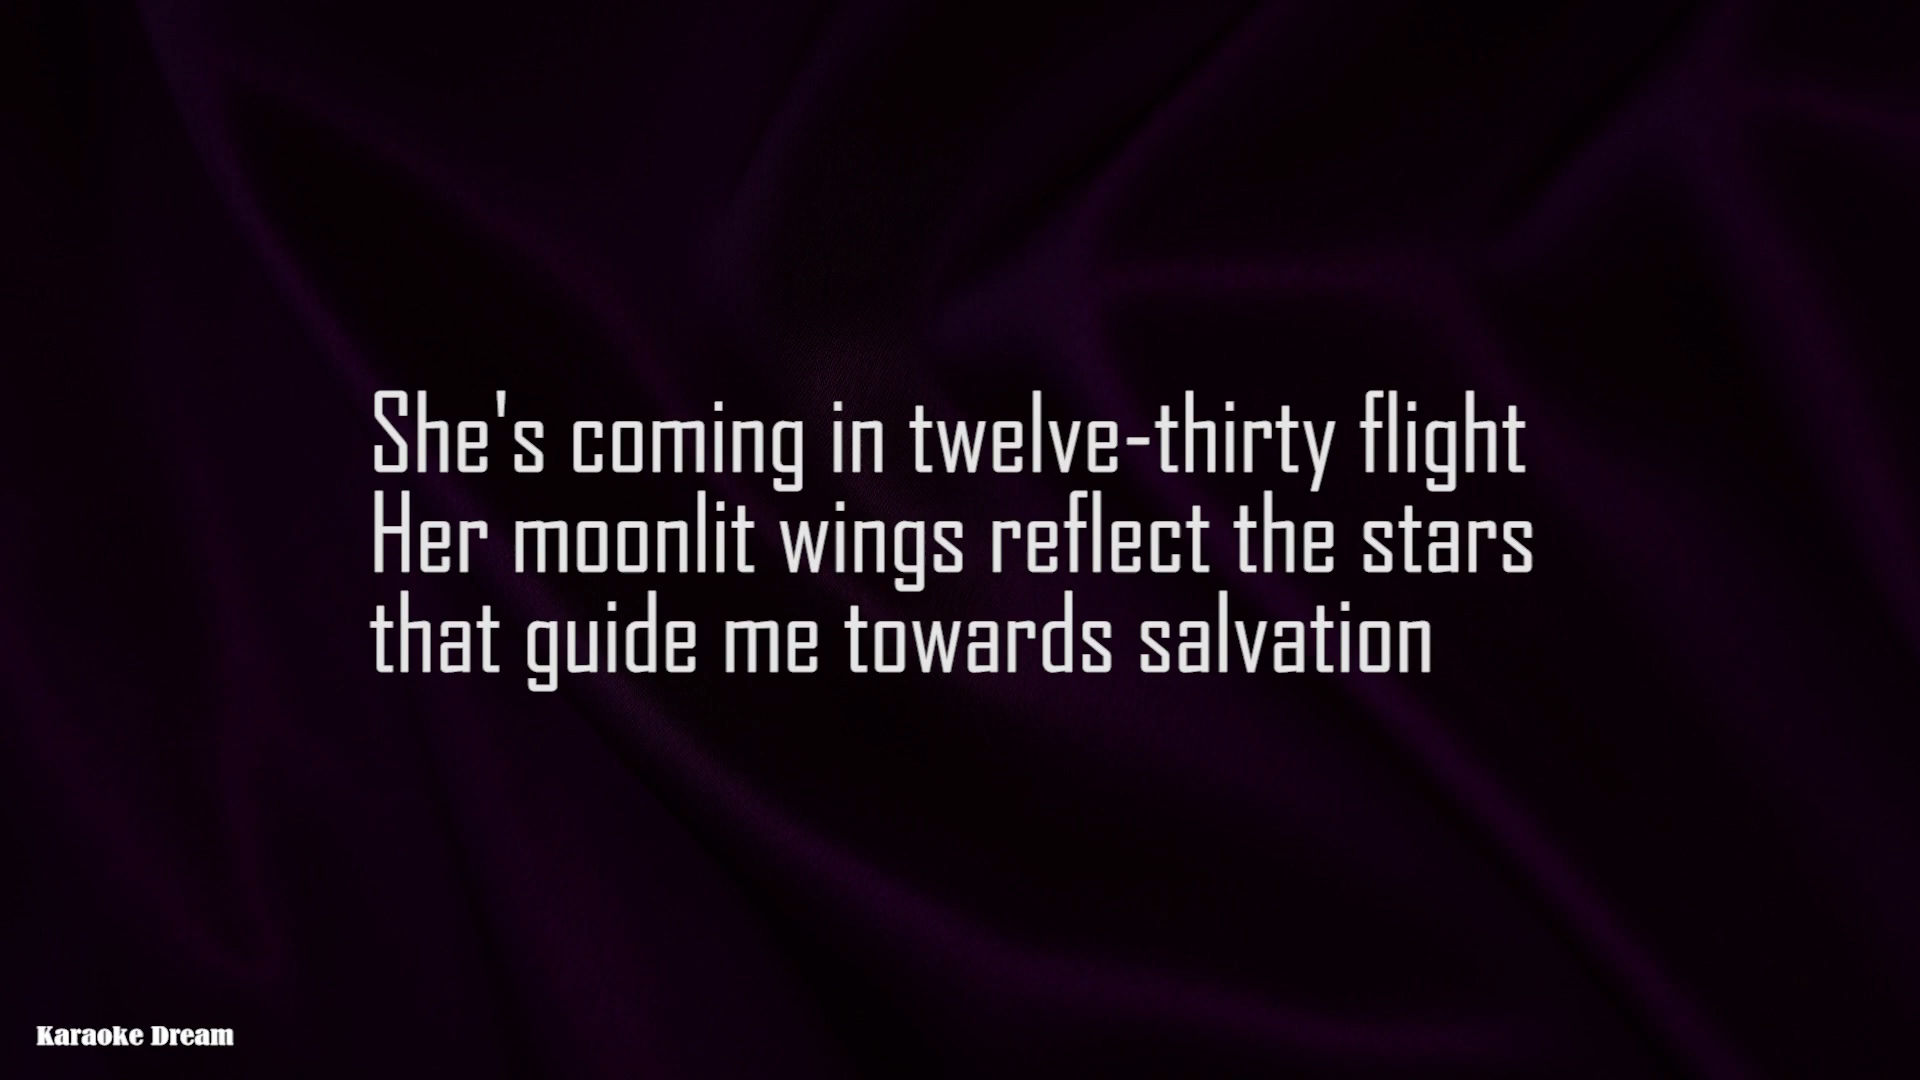 She's coming in twelve-thirty flight
Her moonlit wings reflect the stars
that guide me towards salvation
Karaoke Dream